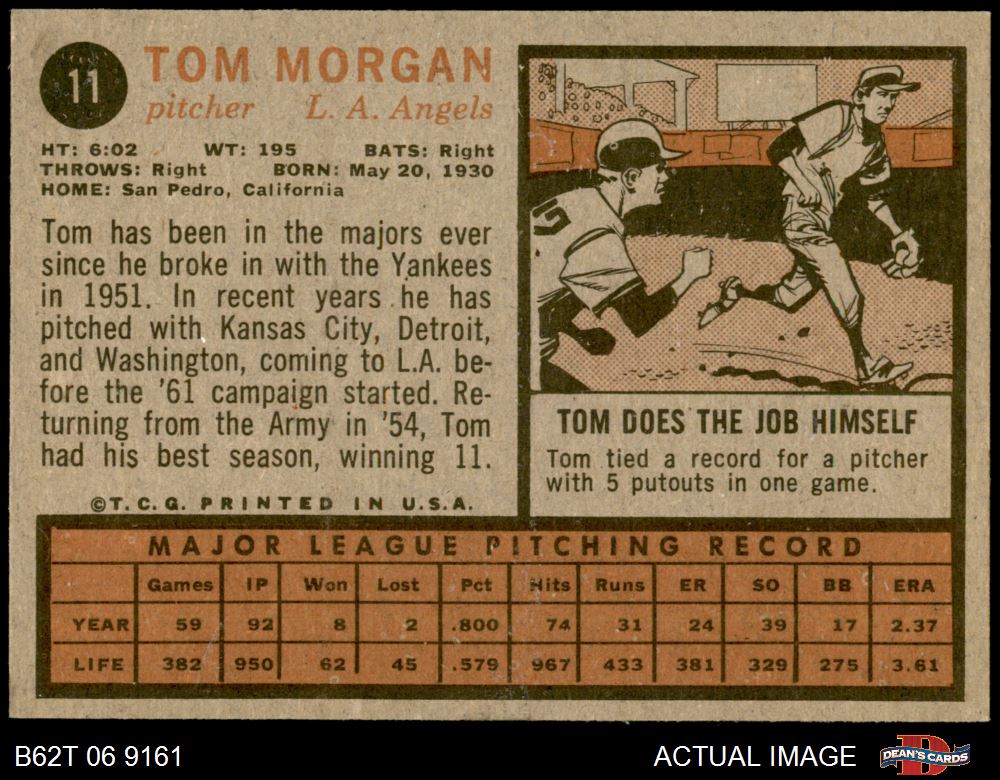 11
TOM MORGAN
pitcher L. A. Angels
HT: 6:02 WT: 195 BATS: Right
THROWS: Right BORN: May 20, 1930
HOME: San Pedro, California
Tom has been in the majors ever
since he broke in with the Yankees
in 1951. In recent years he has
pitched with Kansas City, Detroit,
and Washington, coming to L.A. be-
fore the '61 campaign started. Re-
turning from the Army in '54, Tom
had his best season, winning 11.
©T.C.G. PRINTED IN U.S.A.
5
TOM DOES THE JOB HIMSELF
Tom tied a record for a pitcher
with 5 putouts in one game.
MAJOR LEAGUE PITCHING RECORD
Games IP Won Lost Pct Hits Runs ER SO BB ERA
YEAR 59 92 8 2 .800 74 31 24 39 17 2.37
LIFE 382 950 62 45 .579 967 433 381 329 275 3.61
B62T 06 9161 ACTUAL IMAGE DEAN'S CARDS